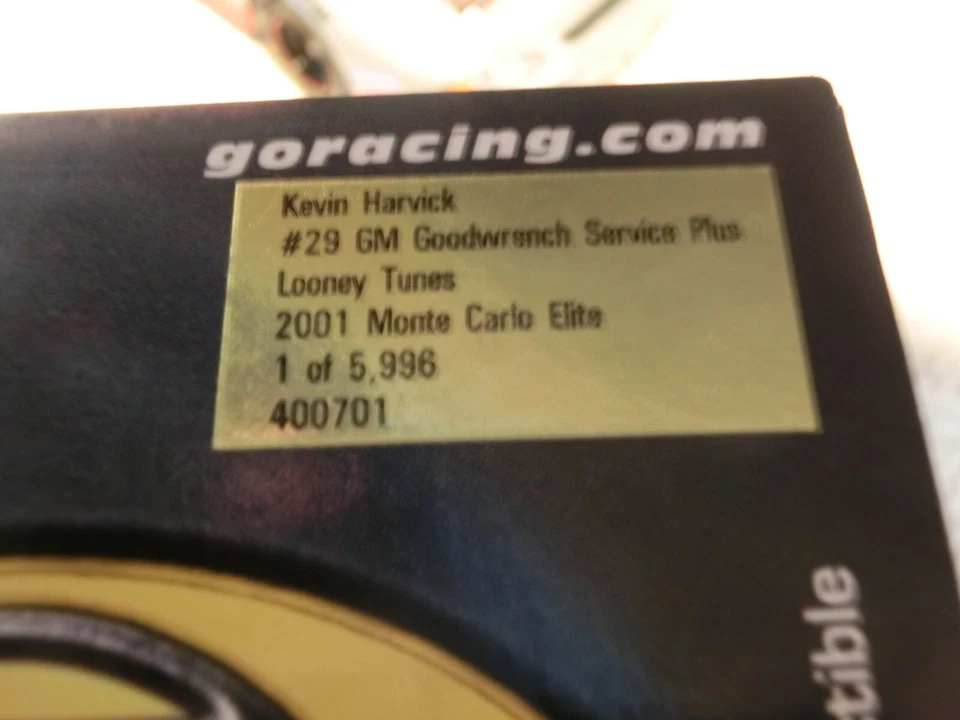 goracing.com
Kevin Harvick
#29 GM Goodwrench Service Plus
Looney Tunes
2001 Monte Carlo Elite
1 of 5,996
400701
tible